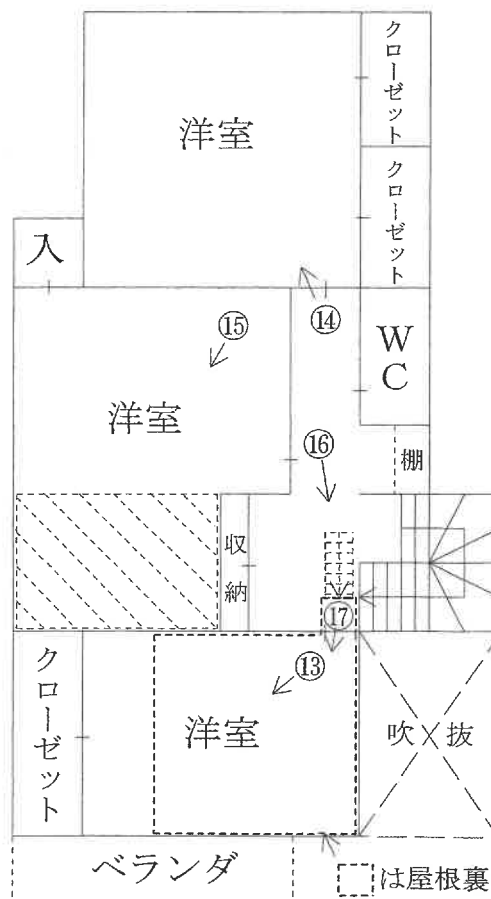 クローゼット
洋室
クローゼット
入
⑭
⑮
WC
洋室
⑯
棚
収納
⑰
クローゼット
⑬
洋室
吹抜
ベランダ
は屋根裏